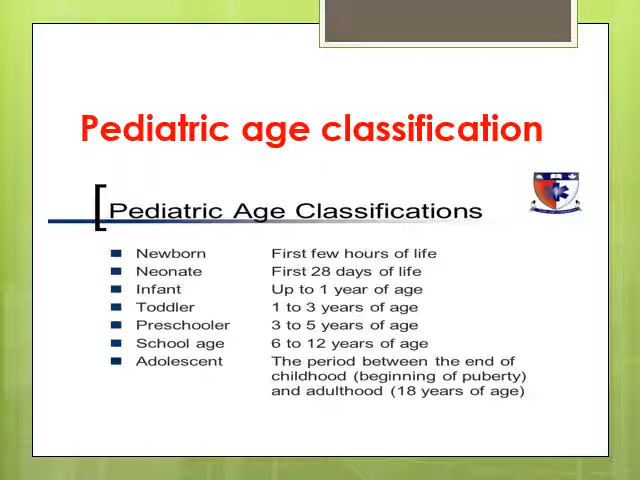 Pediatric age classification
[Pediatric Age Classifications
Newborn First few hours of life
Neonate First 28 days of life
Infant Up to 1 year of age
Toddler 1 to 3 years of age
Preschooler 3 to 5 years of age
School age 6 to 12 years of age
Adolescent The period between the end of
childhood (beginning of puberty)
and adulthood (18 years of age)